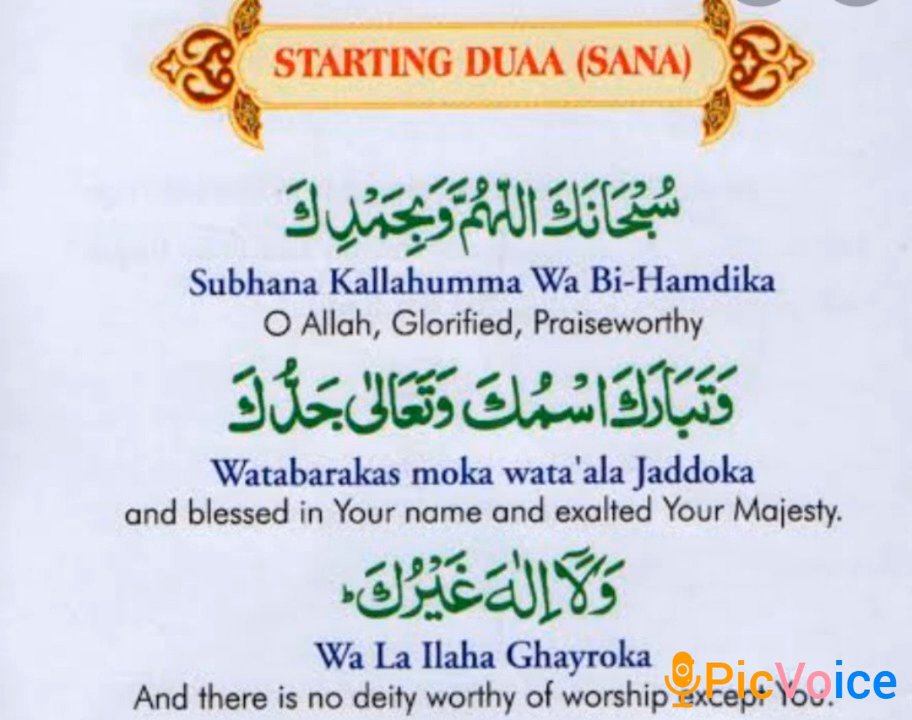 STARTING DUAA (SANA)
سُبْحَانَكَ اللّٰهُمَّ وَبِحَمْدِكَ
Subhana Kallahumma Wa Bi-Hamdika
O Allah, Glorified, Praiseworthy
وَتَبَارَكَ اسْمُكَ وَتَعَالٰى جَدُّكَ
Watabarakas moka wata'ala Jaddoka
and blessed in Your name and exalted Your Majesty.
وَلَا اِلٰهَ غَيْرُكَ ط
Wa La Ilaha Ghayroka
And there is no deity worthy of worship except You.
PicVoice